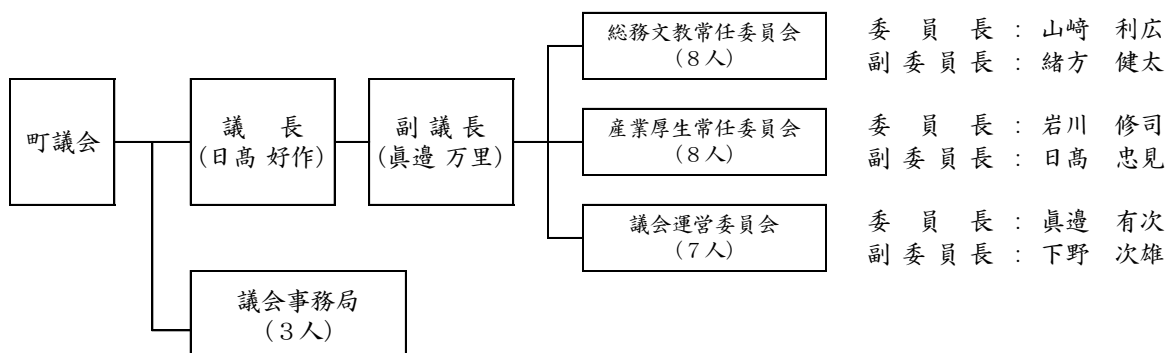 町議会
議　長
(日髙 好作)
副 議 長
(眞邉 万里)
議会事務局
（３人）
総務文教常任委員会
（８人）
委　員　長 ： 山﨑　利広
副 委 員 長 ： 緒方　健太
産業厚生常任委員会
（８人）
委　員　長 ： 岩川　修司
副 委 員 長 ： 日髙　忠見
議会運営委員会
（７人）
委　員　長 ： 眞邉　有次
副 委 員 長 ： 下野　次雄